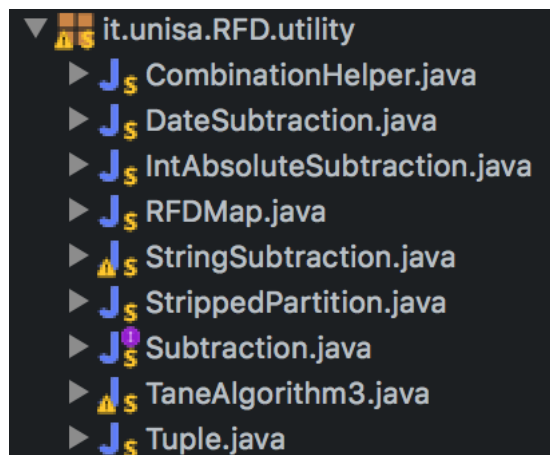 it.unisa.RFD.utility
CombinationHelper.java
DateSubtraction.java
IntAbsoluteSubtraction.java
RFDMap.java
StringSubtraction.java
StrippedPartition.java
Subtraction.java
TaneAlgorithm3.java
Tuple.java